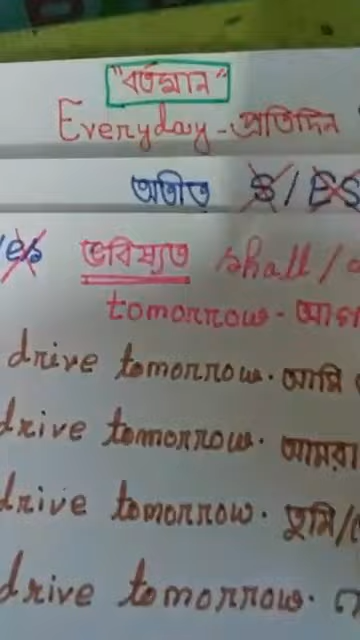 "বর্তমান"
Everyday - প্রতিদিন
অতীত S/ES
es ভবিষ্যত shall/
tomorrow -
drive tomorrow. আমি
drive tomorrow. আমরা
drive tomorrow. তুমি/
drive tomorrow.